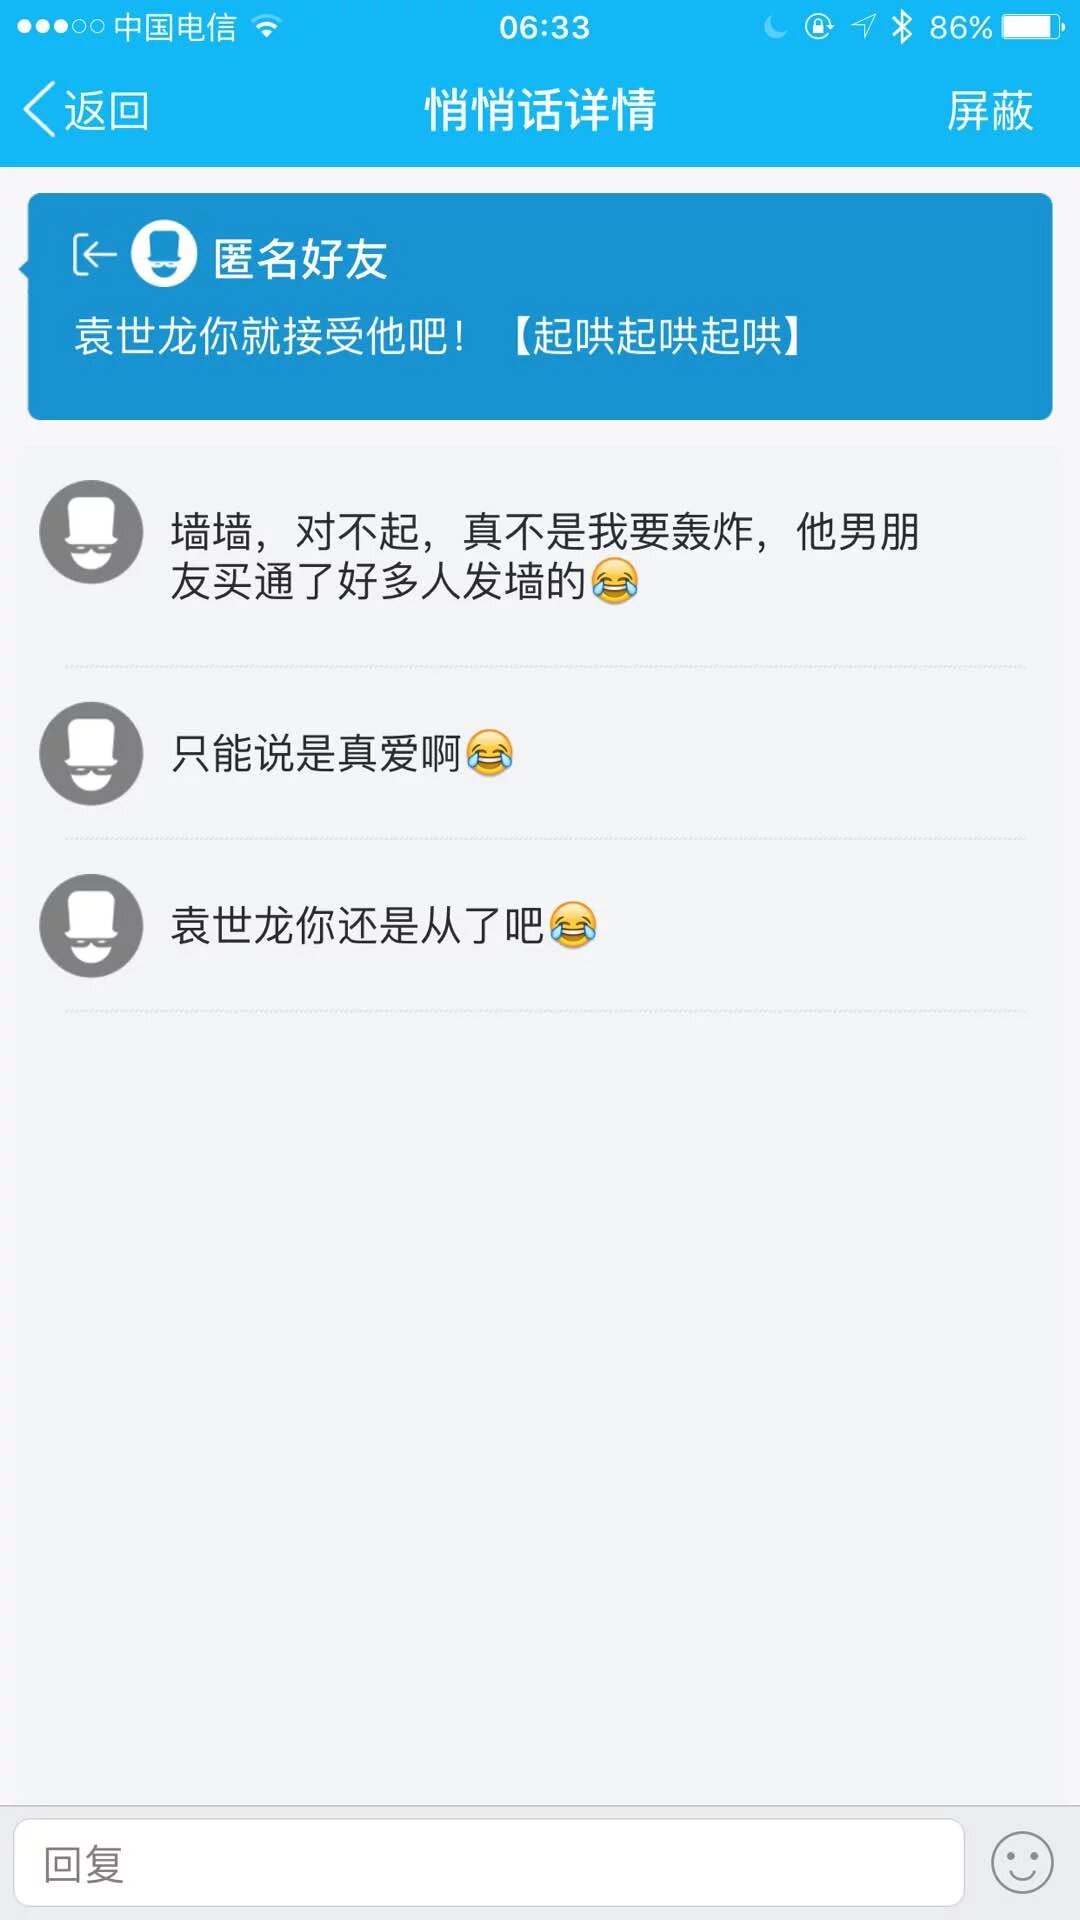 中国电信 06:33 86%
返回 悄悄话详情 屏蔽
匿名好友
袁世龙你就接受他吧！【起哄起哄起哄】
墙墙，对不起，真不是我要轰炸，他男朋
友买通了好多人发墙的😂
只能说是真爱啊😂
袁世龙你还是从了吧😂
回复